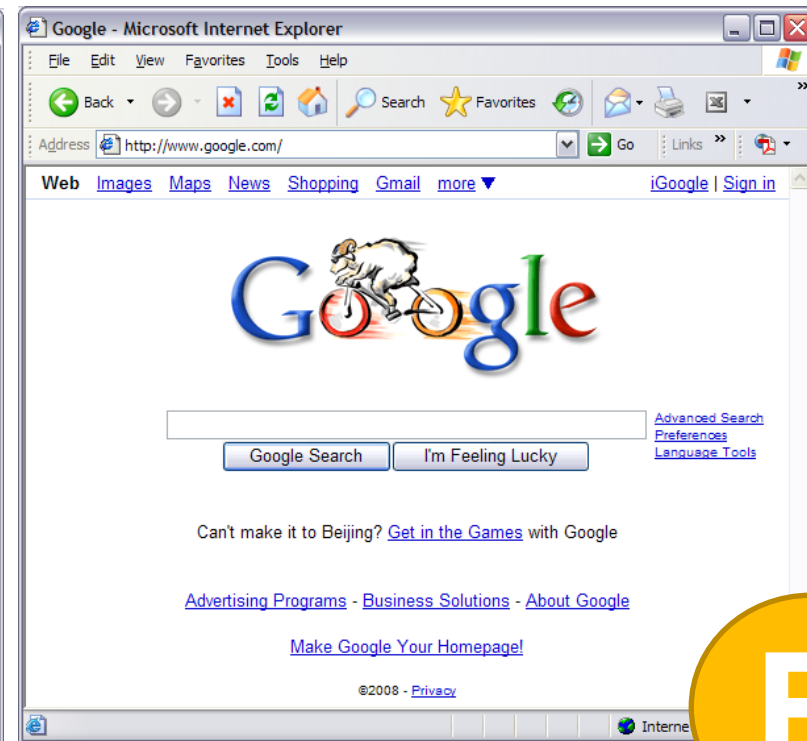 Google - Microsoft Internet Explorer
File Edit View Favorites Tools Help
Back Search Favorites
Address http://www.google.com/ Go Links »
Web Images Maps News Shopping Gmail more ▼ iGoogle | Sign in
Google
Advanced Search
Preferences
Language Tools
Google Search I'm Feeling Lucky
Can't make it to Beijing? Get in the Games with Google
Advertising Programs - Business Solutions - About Google
Make Google Your Homepage!
©2008 - Privacy